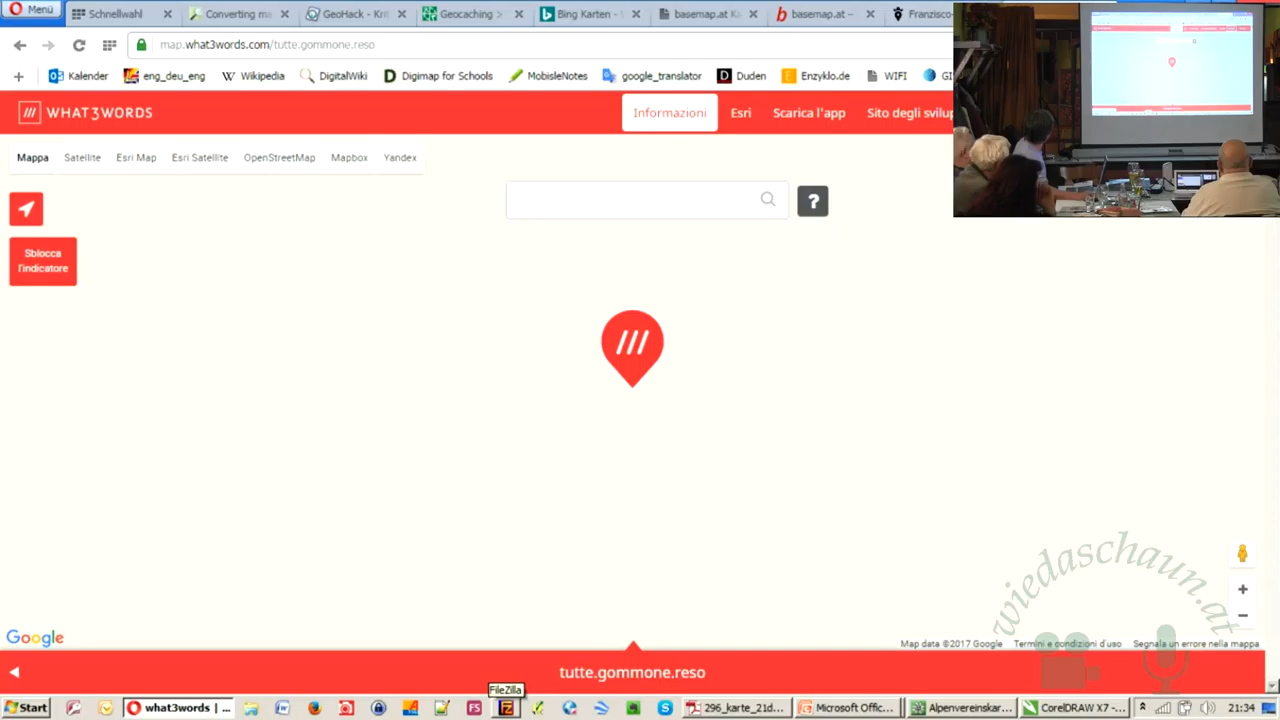 Menü
Schnellwahl
Converting m
GeoHack - Kri
Geocaching >
Bing Karten -
basemap.at K
basemap.at –
Franzisco-
map.what3words.com/tutte.gommone.reso
Kalender
eng_deu_eng
Wikipedia
DigitalWiki
Digimap for Schools
MobisleNotes
google_translator
Duden
Enzyklo.de
WIFI
GI
WHAT3WORDS
Informazioni
Esri
Scarica l'app
Sito degli svilup
Mappa
Satellite
Esri Map
Esri Satellite
OpenStreetMap
Mapbox
Yandex
?
Sblocca
l'indicatore
wiedaschaun.at
Google
Map data ©2017 Google
Termini e condizioni d'uso
Segnala un errore nella mappa
tutte.gommone.reso
FileZilla
Start
what3words | ...
296_karte_21d...
Microsoft Offic...
Alpenvereinskar...
CorelDRAW X7 -...
21:34